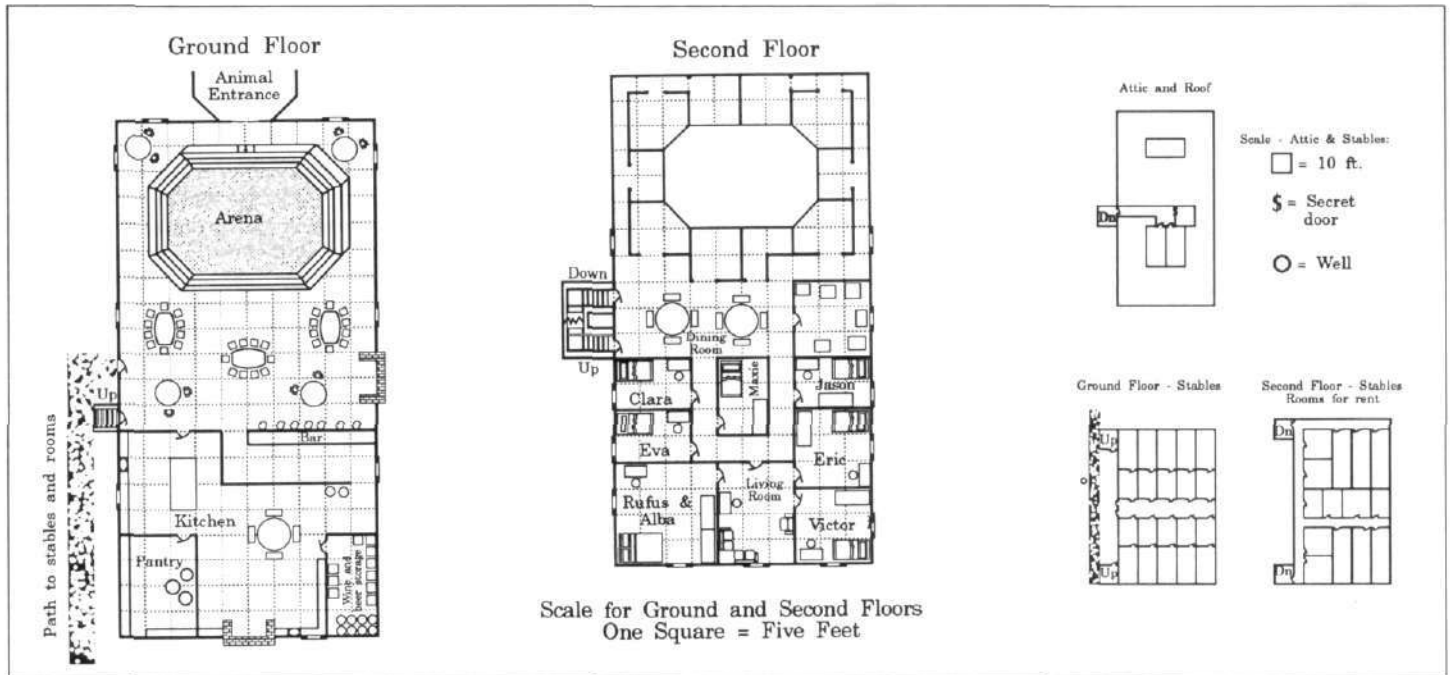 Ground Floor
Animal
Entrance
Arena
Up
Bar
Kitchen
Pantry
Wine and
beer storage
Path to stables and rooms
Second Floor
Down
Up
Dining
Room
Clara
Maxie
Jason
Eva
Eric
Rufus &
Alba
Living
Room
Victor
Scale for Ground and Second Floors
One Square = Five Feet
Attic and Roof
Dn
Scale - Attic & Stables:
= 10 ft.
$ = Secret
door
= Well
Ground Floor - Stables
Up
Up
Second Floor - Stables
Rooms for rent
Dn
Dn